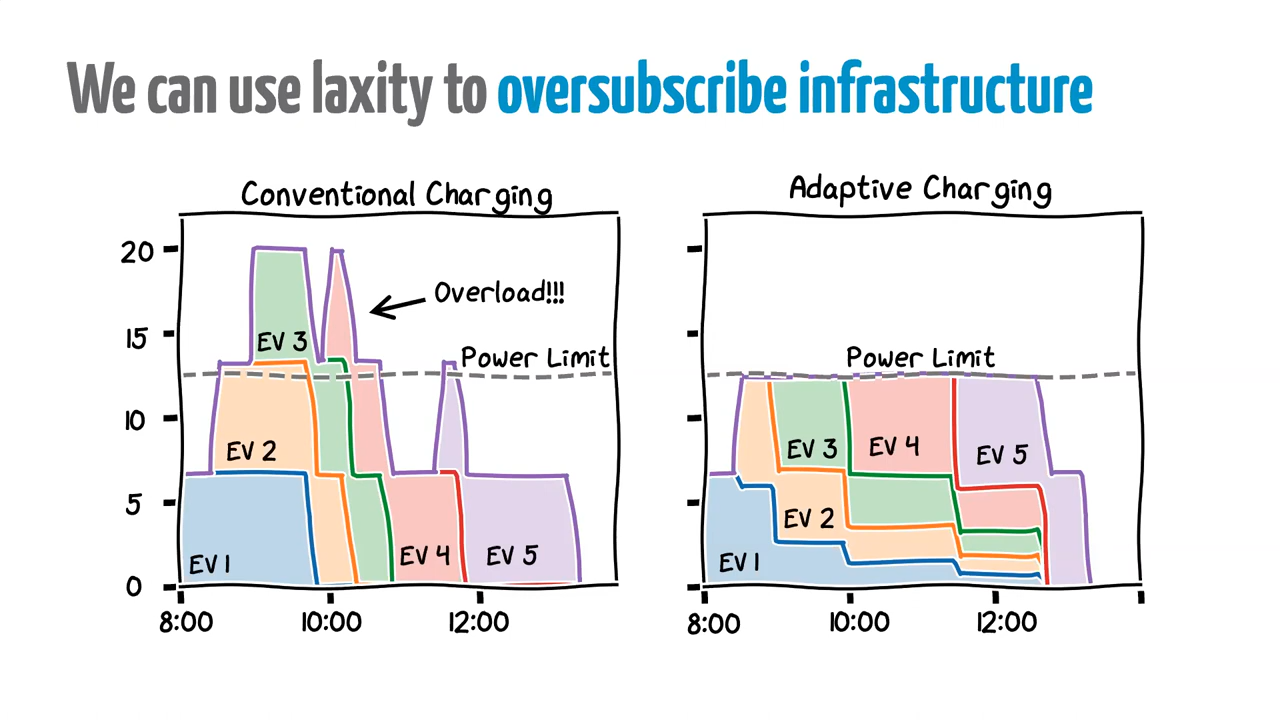 We can use laxity to oversubscribe infrastructure
Conventional Charging
20
15
10
5
0
EV 3
Overload!!!
Power Limit
EV 2
EV 1
EV 4
EV 5
8:00
10:00
12:00
Adaptive Charging
Power Limit
EV 3
EV 4
EV 5
EV 2
EV 1
8:00
10:00
12:00